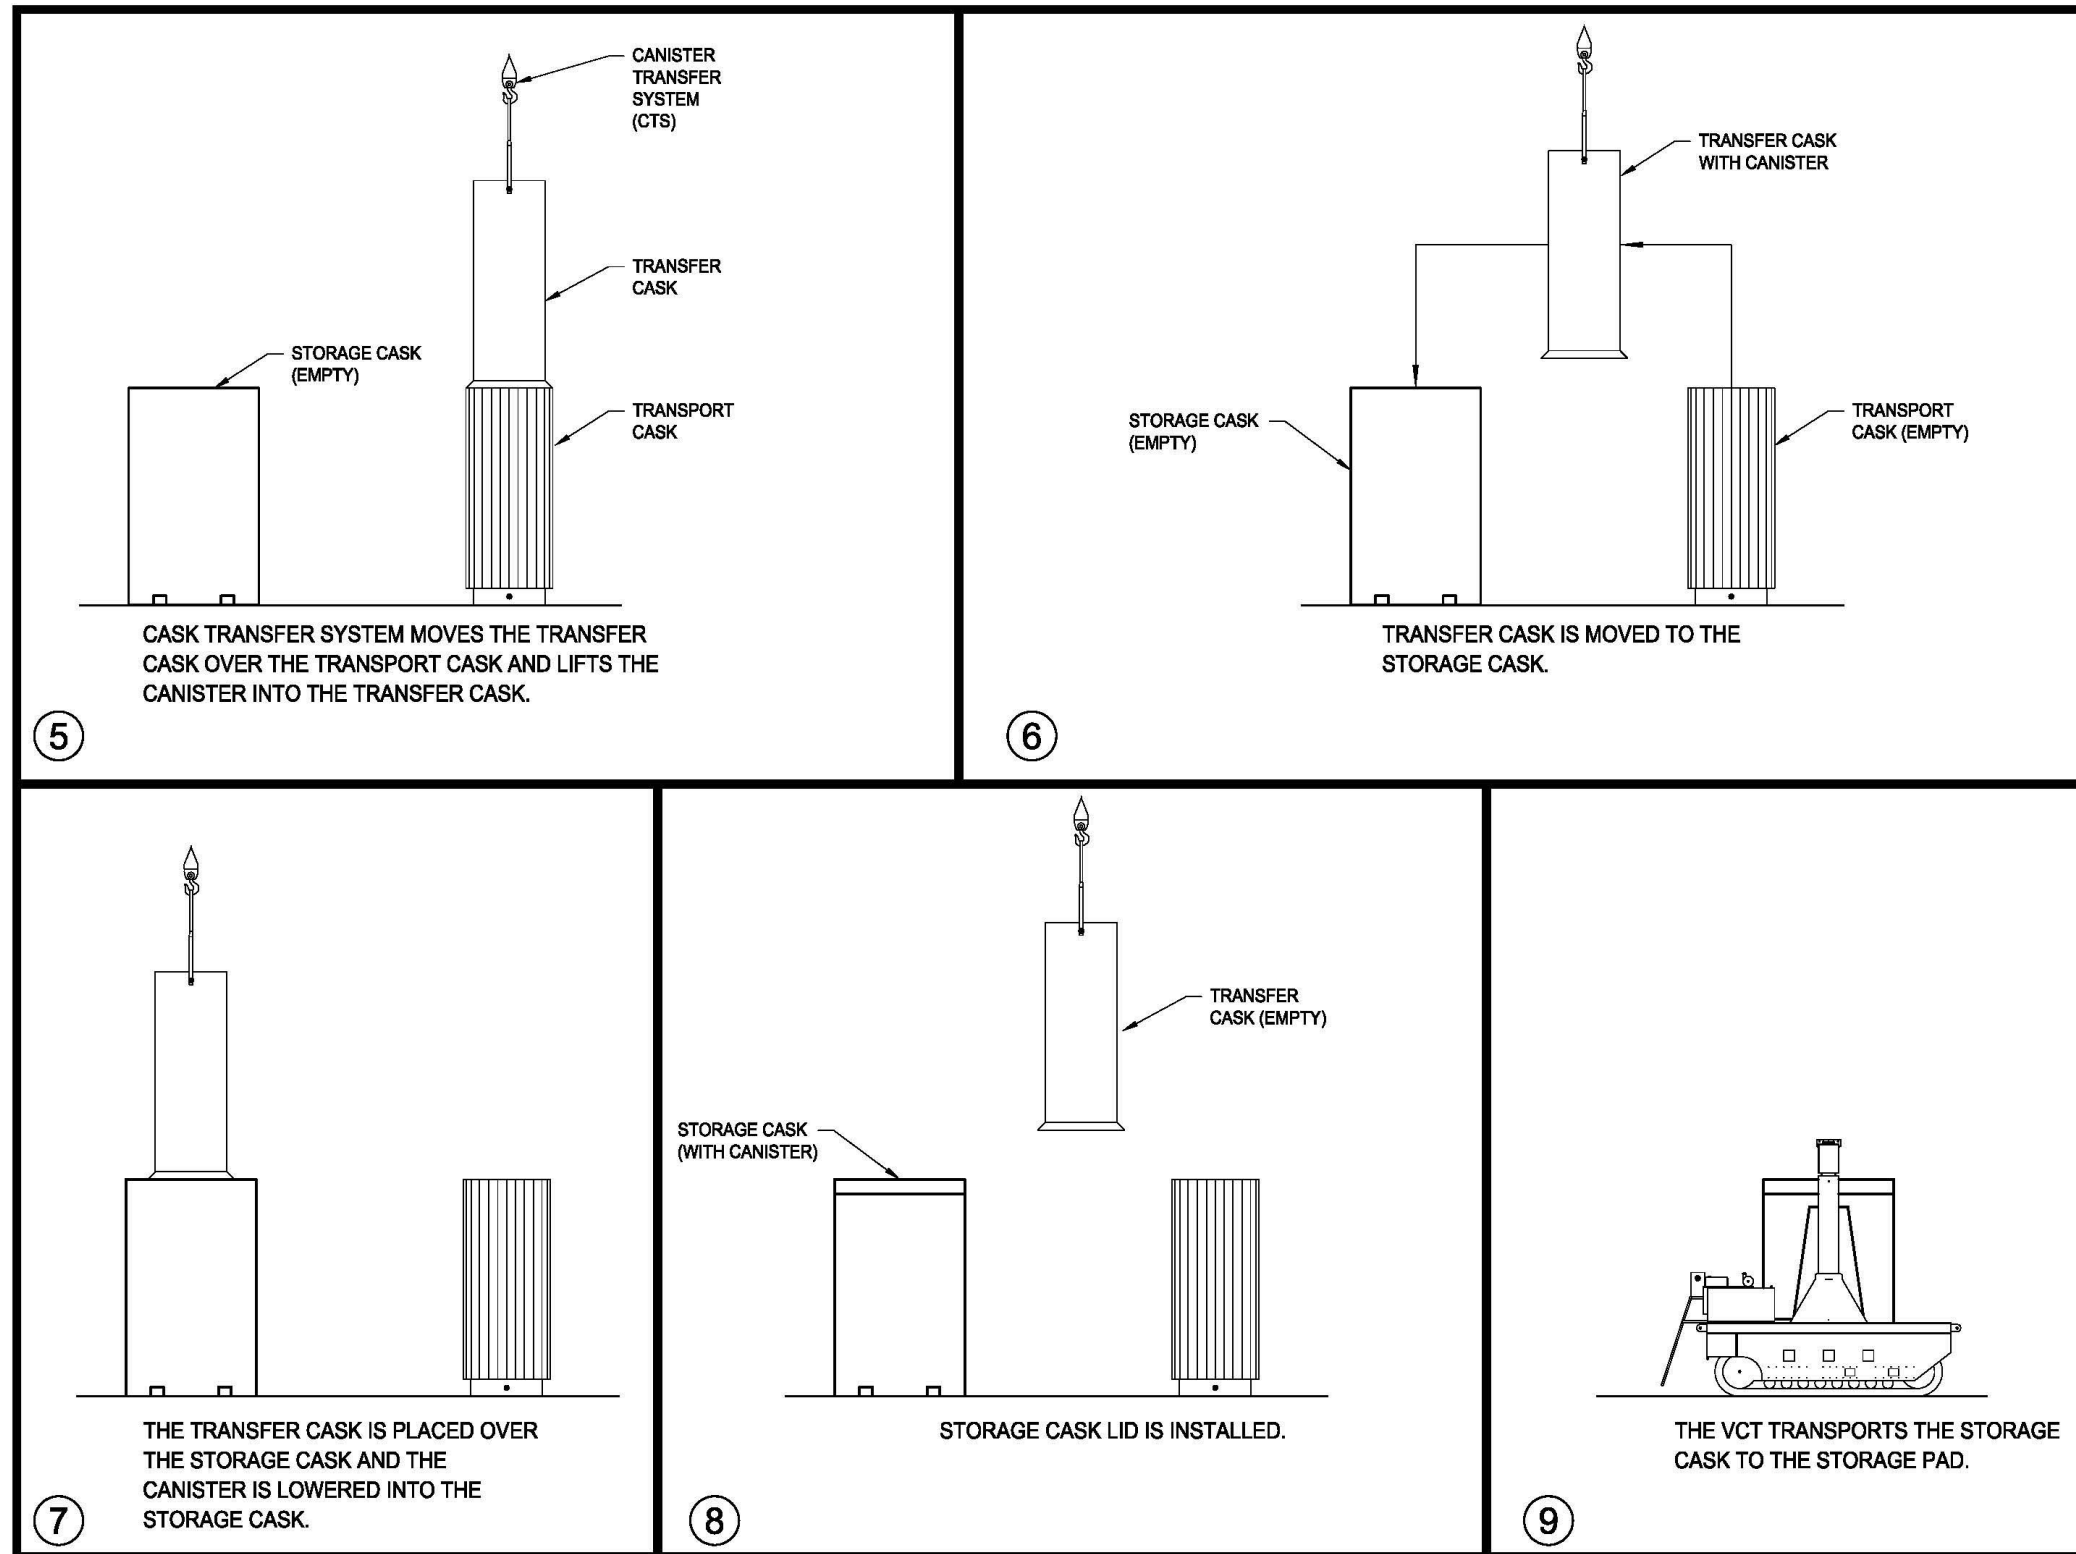 CANISTER
TRANSFER
SYSTEM
(CTS)
TRANSFER
CASK
STORAGE CASK
(EMPTY)
TRANSPORT
CASK
CASK TRANSFER SYSTEM MOVES THE TRANSFER
CASK OVER THE TRANSPORT CASK AND LIFTS THE
CANISTER INTO THE TRANSFER CASK.
5
TRANSFER CASK
WITH CANISTER
STORAGE CASK
(EMPTY)
TRANSPORT
CASK (EMPTY)
TRANSFER CASK IS MOVED TO THE
STORAGE CASK.
6
THE TRANSFER CASK IS PLACED OVER
THE STORAGE CASK AND THE
CANISTER IS LOWERED INTO THE
STORAGE CASK.
7
TRANSFER
CASK (EMPTY)
STORAGE CASK
(WITH CANISTER)
STORAGE CASK LID IS INSTALLED.
8
THE VCT TRANSPORTS THE STORAGE
CASK TO THE STORAGE PAD.
9